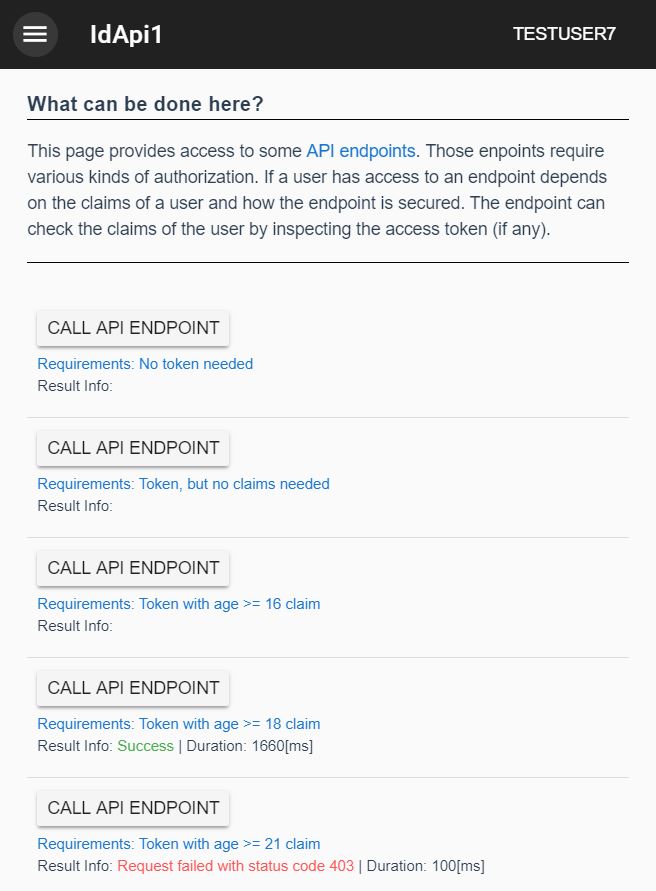 IdApi1
TESTUSER7
What can be done here?
This page provides access to some API endpoints. Those enpoints require
various kinds of authorization. If a user has access to an endpoint depends
on the claims of a user and how the endpoint is secured. The endpoint can
check the claims of the user by inspecting the access token (if any).
CALL API ENDPOINT
Requirements: No token needed
Result Info:
CALL API ENDPOINT
Requirements: Token, but no claims needed
Result Info:
CALL API ENDPOINT
Requirements: Token with age >= 16 claim
Result Info:
CALL API ENDPOINT
Requirements: Token with age >= 18 claim
Result Info: Success | Duration: 1660[ms]
CALL API ENDPOINT
Requirements: Token with age >= 21 claim
Result Info: Request failed with status code 403 | Duration: 100[ms]